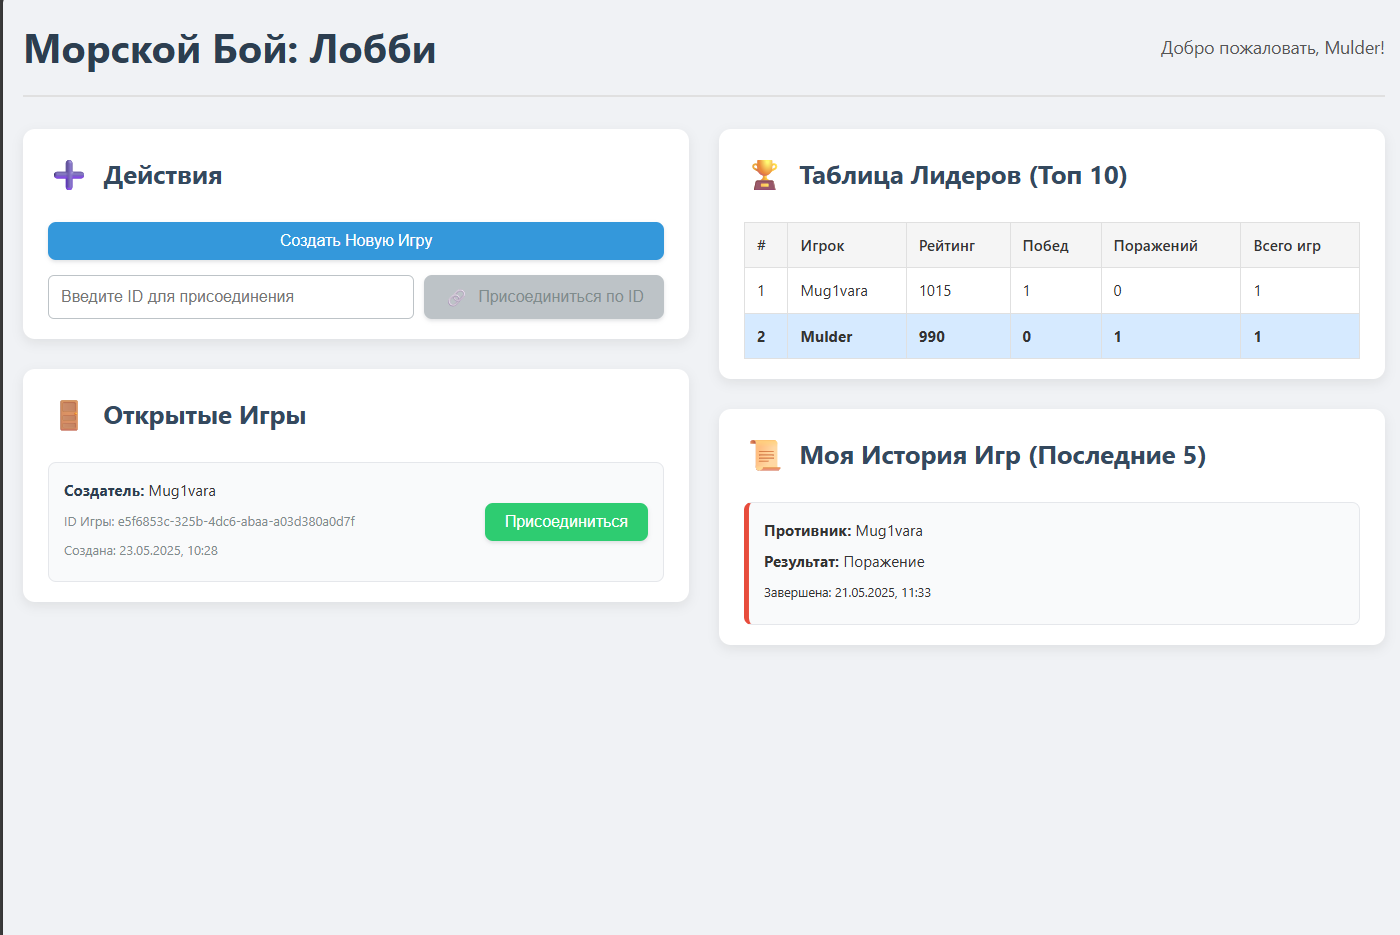 Морской Бой: Лобби
Добро пожаловать, Mulder!
Действия
Создать Новую Игру
Введите ID для присоединения
Присоединиться по ID
Открытые Игры
Создатель: Mug1vara
ID Игры: e5f6853c-325b-4dc6-abaa-a03d380a0d7f
Создана: 23.05.2025, 10:28
Присоединиться
Таблица Лидеров (Топ 10)
# Игрок Рейтинг Побед Поражений Всего игр
1 Mug1vara 1015 1 0 1
2 Mulder 990 0 1 1
Моя История Игр (Последние 5)
Противник: Mug1vara
Результат: Поражение
Завершена: 21.05.2025, 11:33